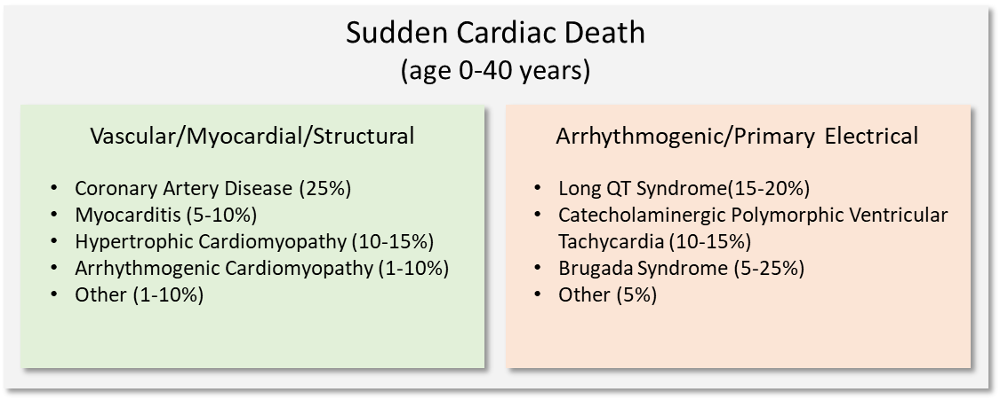 Sudden Cardiac Death
(age 0-40 years)
Vascular/Myocardial/Structural
• Coronary Artery Disease (25%)
• Myocarditis (5-10%)
• Hypertrophic Cardiomyopathy (10-15%)
• Arrhythmogenic Cardiomyopathy (1-10%)
• Other (1-10%)
Arrhythmogenic/Primary Electrical
• Long QT Syndrome(15-20%)
• Catecholaminergic Polymorphic Ventricular
Tachycardia (10-15%)
• Brugada Syndrome (5-25%)
• Other (5%)